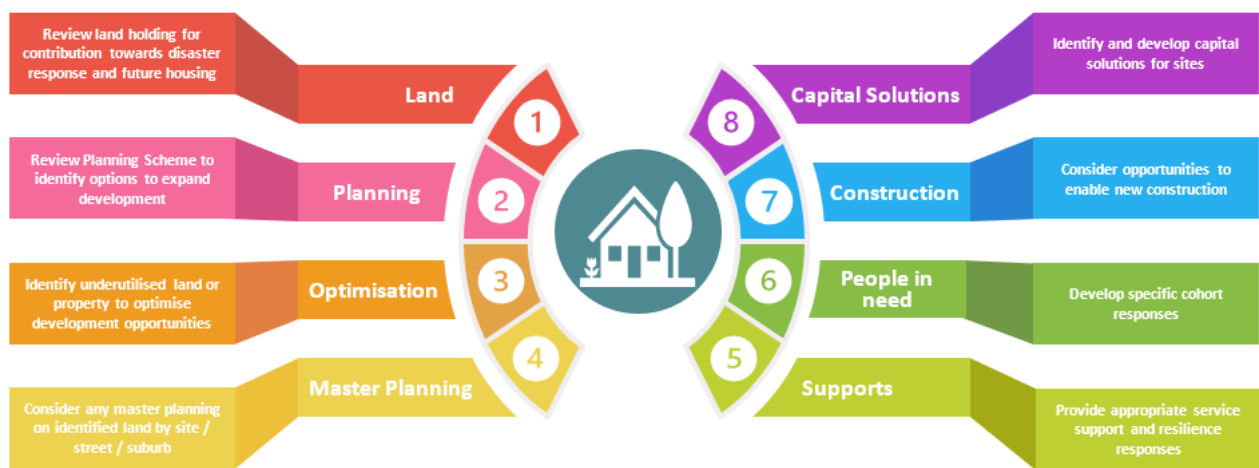 Review land holding for
contribution towards disaster
response and future housing
Land
1
Review Planning Scheme to
identify options to expand
development
Planning
2
Identify underutilised land or
property to optimise
development opportunities
Optimisation
3
Consider any master planning
on identified land by site /
street / suburb
Master Planning
4
5
Supports
Provide appropriate service
support and resilience
responses
6
People in
need
Develop specific cohort
responses
7
Construction
Consider opportunities to
enable new construction
8
Capital Solutions
Identify and develop capital
solutions for sites